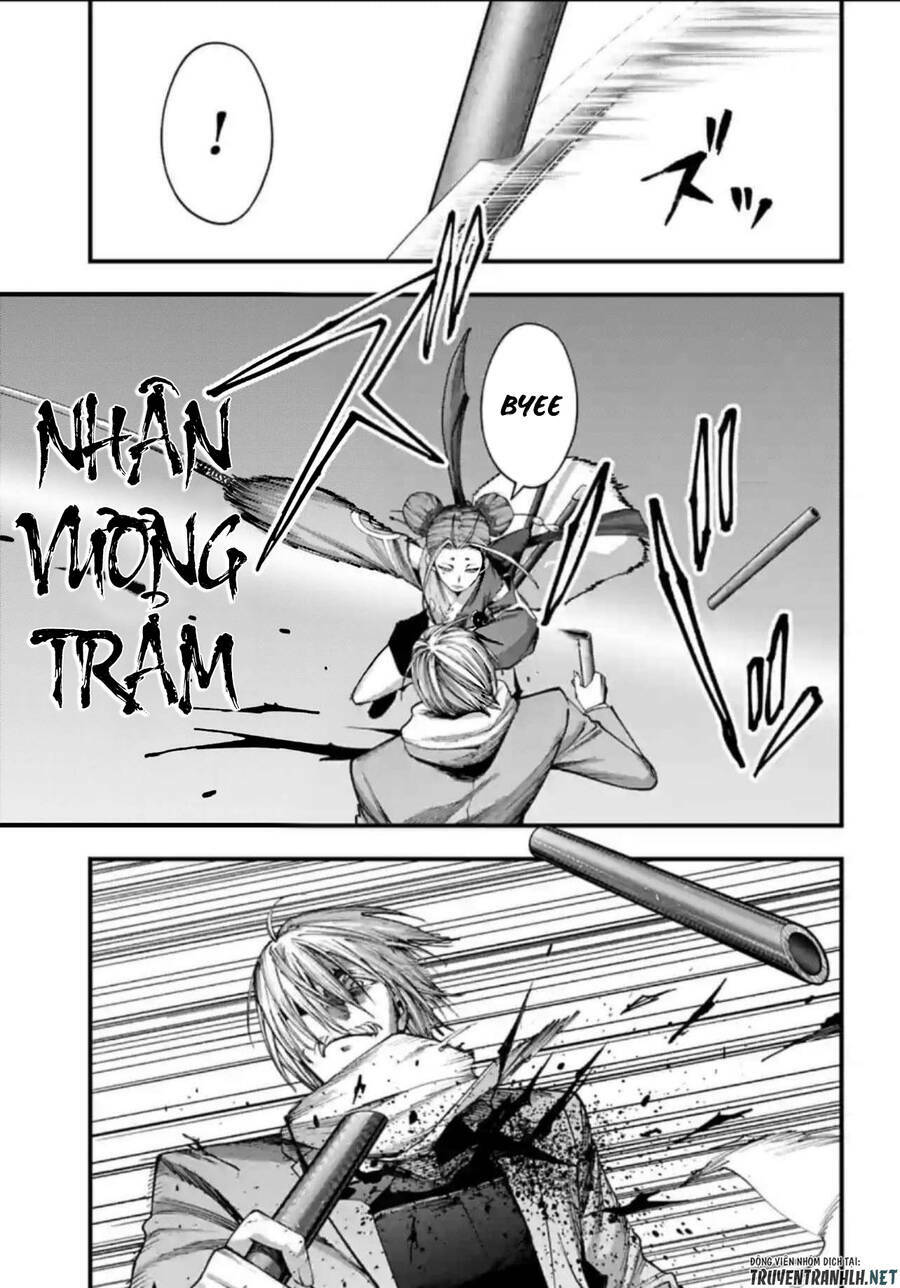 !
ズッ
BYEE
NHÂN
VƯƠNG
TRẢM
ĐỘNG VIÊN NHÓM DỊCH TẠI:
TRUYENTRANHLH.NET